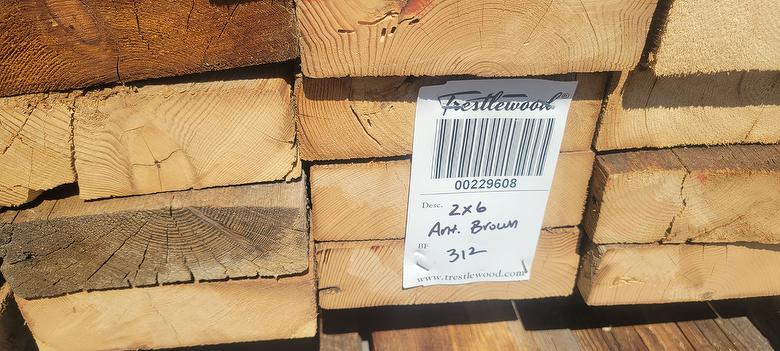 Trestlewood®
00229608
Desc. 2x6
Ant. Brown
BF 312
www.trestlewood.com